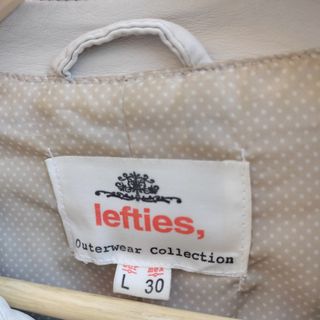 lefties,
Outerwear Collection
L 30